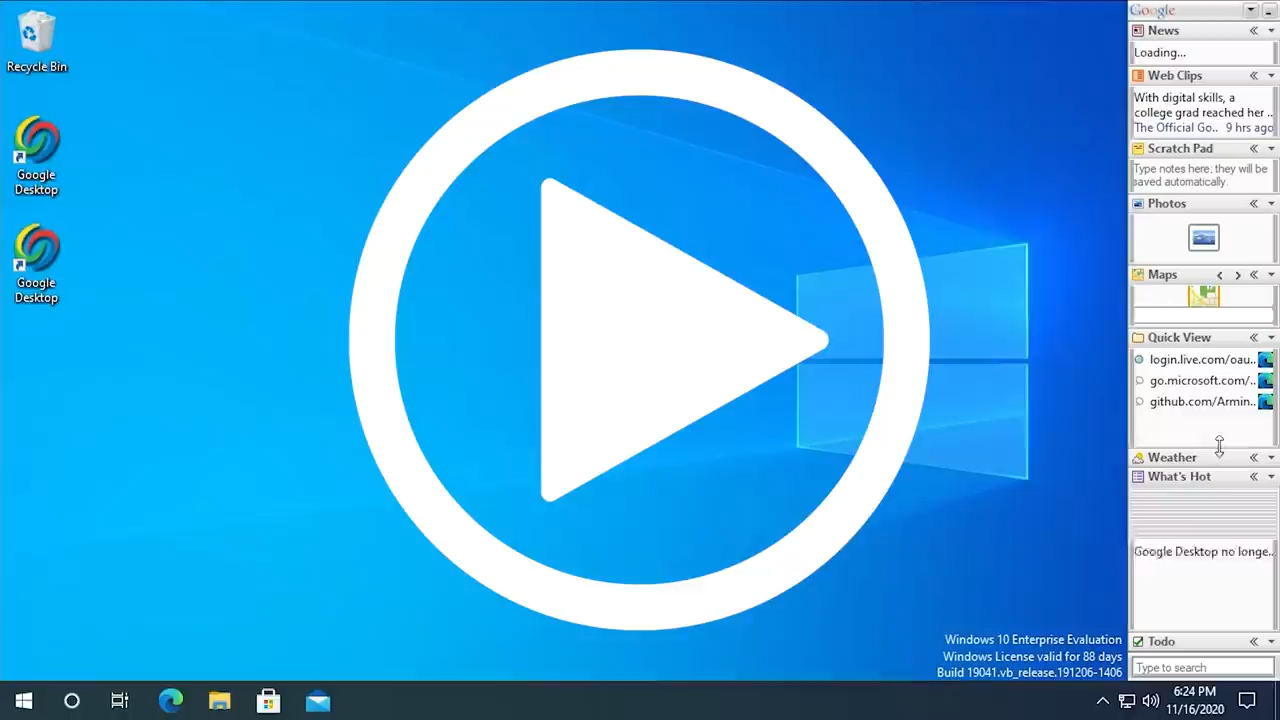 Recycle Bin
Google
Desktop
Google
Desktop
Google
News
Loading...
Web Clips
With digital skills, a
college grad reached her ..
The Official Go.. 9 hrs ago
Scratch Pad
Type notes here; they will be
saved automatically.
Photos
Maps
Quick View
login.live.com/oau..
go.microsoft.com/..
github.com/Armin..
Weather
What's Hot
Google Desktop no longe..
Todo
Type to search
Windows 10 Enterprise Evaluation
Windows License valid for 88 days
Build 19041.vb_release.191206-1406
6:24 PM
11/16/2020